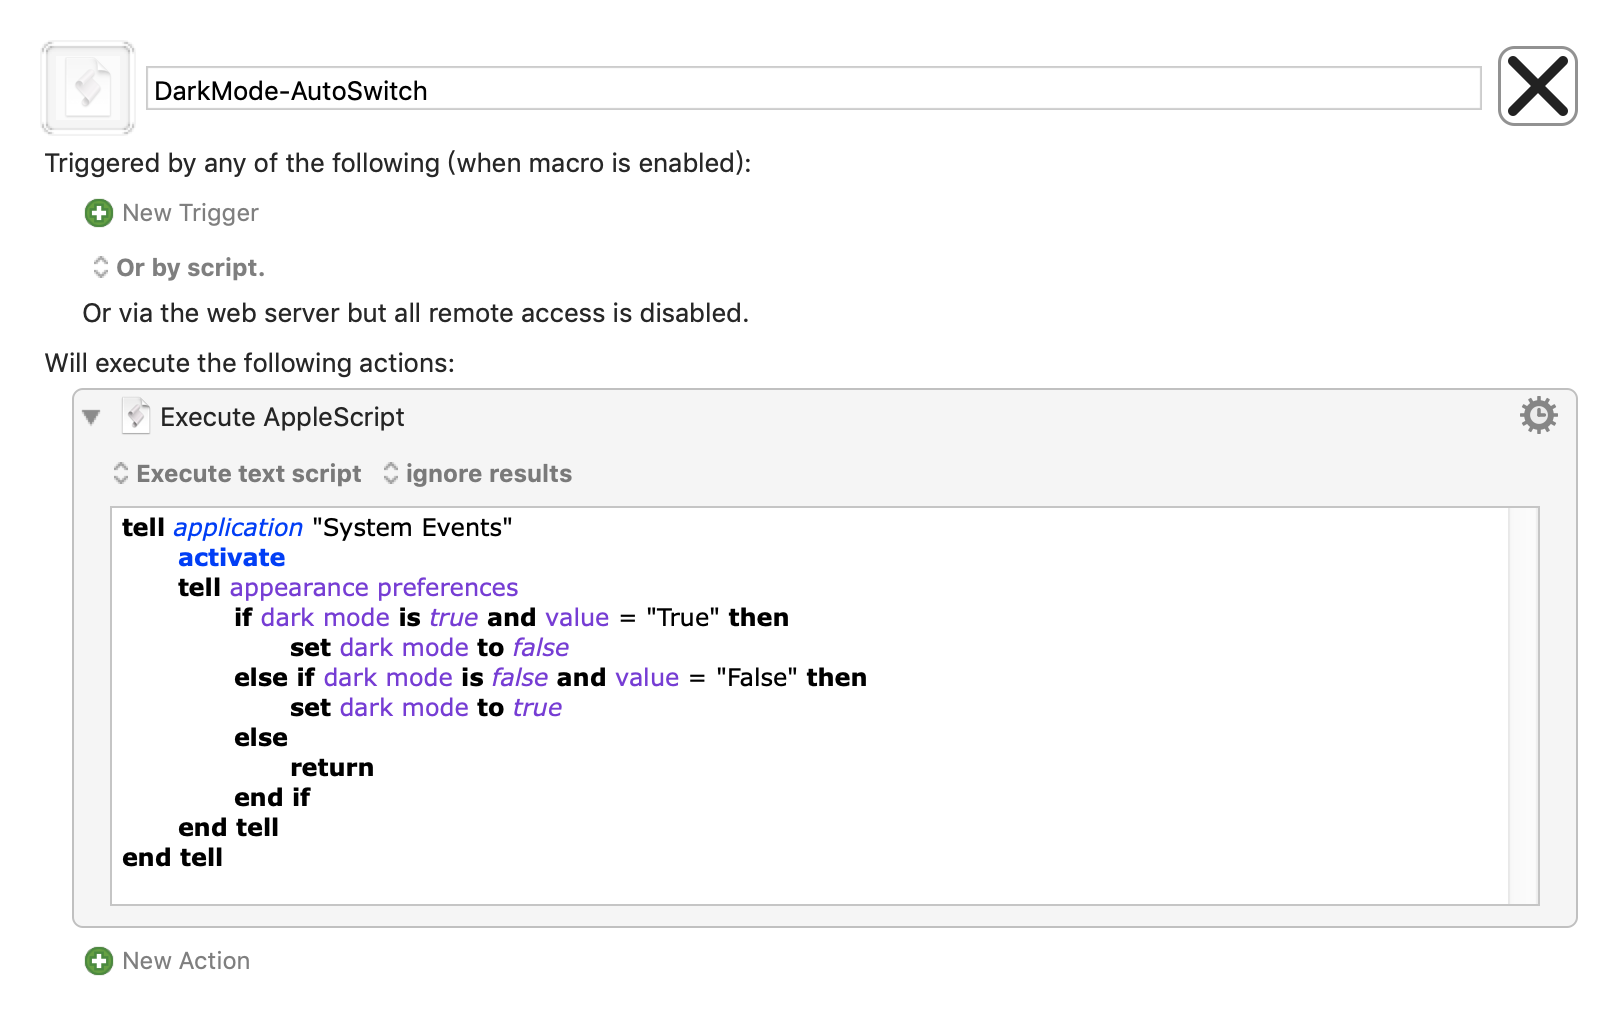 DarkMode-AutoSwitch
Triggered by any of the following (when macro is enabled):
New Trigger
Or by script.
Or via the web server but all remote access is disabled.
Will execute the following actions:
Execute AppleScript
Execute text script ignore results
tell application "System Events"
activate
tell appearance preferences
if dark mode is true and value = "True" then
set dark mode to false
else if dark mode is false and value = "False" then
set dark mode to true
else
return
end if
end tell
end tell
New Action